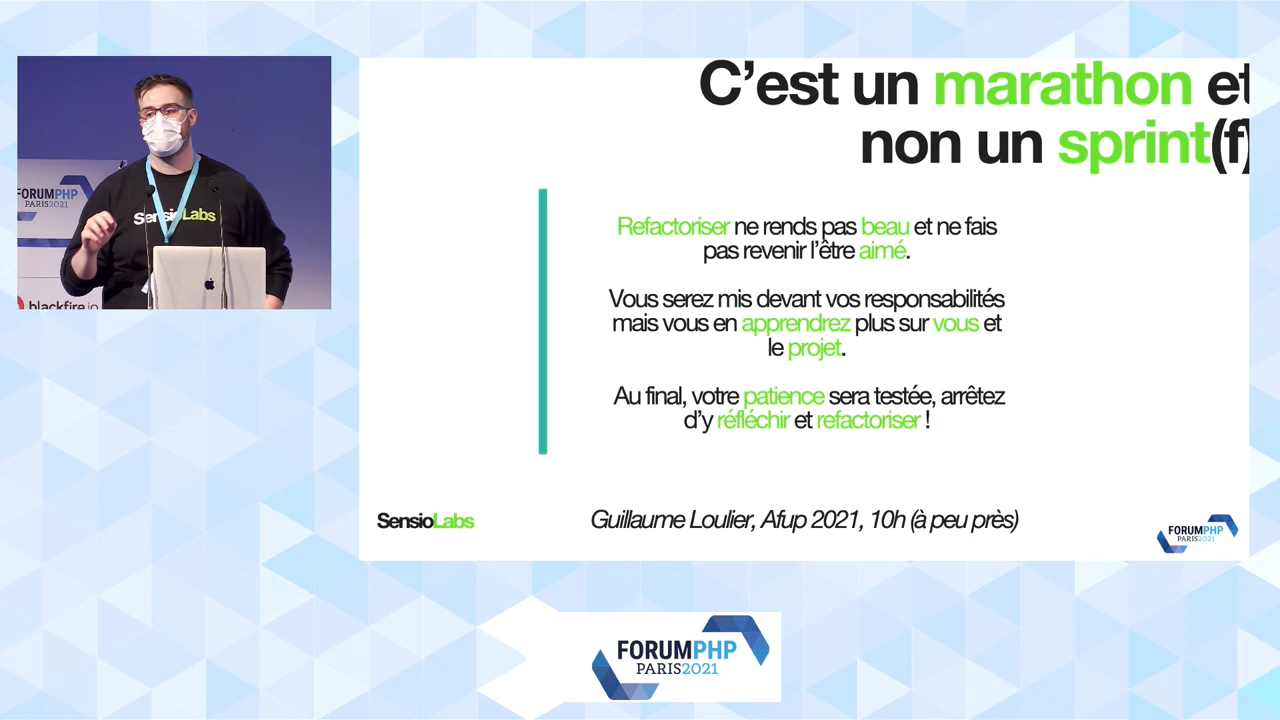 C’est un marathon et
non un sprint(f)
FORUMPHP
PARIS2021
SensioLabs
blackfire.io
Refactoriser ne rends pas beau et ne fais
pas revenir l’être aimé.
Vous serez mis devant vos responsabilités
mais vous en apprendrez plus sur vous et
le projet.
Au final, votre patience sera testée, arrêtez
d’y réfléchir et refactoriser !
SensioLabs
Guillaume Loulier, Afup 2021, 10h (à peu près)
FORUMPHP
PARIS2021
FORUMPHP
PARIS2021